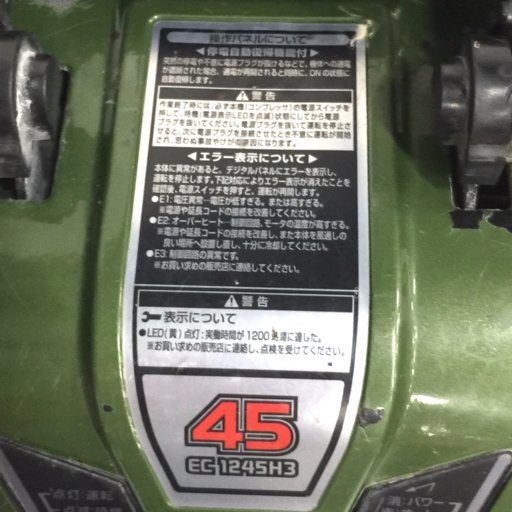 操作パネルについて
◀停電自動復帰機能付▶
突然の停電や不意に電源プラグが抜けるなどで、機体への通電
が遮断された場合、通電が再開されると同時に、ONの状態に
自動復帰します。
⚠警告
作業終了時には、必ず本機(コンプレッサ)の電源スイッチを
押して、待機(電源表示LEDを点滅)状態にしてから電源
プラグを抜いてください。電源プラグを抜いて運転を停止さ
せると、次に電源プラグを接続させたとき不意に運転が開始
され、思わぬ事故やけがの原因になります。
◀エラー表示について▶
本体に異常があると、デジタルパネルにエラーを表示し、
運転を停止します。下記対応によりエラー表示が消えたことを
確認後、電源スイッチを押すと、運転が再開します。
●E1:電圧異常…電圧が低すぎる。または高すぎる。
※電源や延長コードの接続を改善してください。
●E2:オーバーヒート…制御回路、モータの温度が高すぎる。
※電源や延長コードの接続を改善し、また本体を風通しの
良い場所へ設置し直し、十分に冷却してください。
●E3:制御回路の異常です。
※お買い求めの販売店に連絡してください。
⚠警告
表示について
●LED(黄)点灯:実働時間が1200時間に達した。
※お買い求めの販売店に連絡し、点検を受けてください。
45
EC 1245H3
点灯:運転
消:パワー